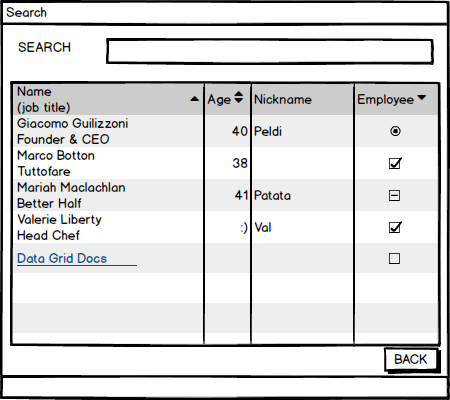 Search
SEARCH
Name
(job title)
Age
Nickname
Employee
Giacomo Guilizzoni
Founder & CEO
40
Peldi
Marco Botton
Tuttofare
38
Mariah Maclachlan
Better Half
41
Patata
Valerie Liberty
Head Chef
:)
Val
Data Grid Docs
BACK